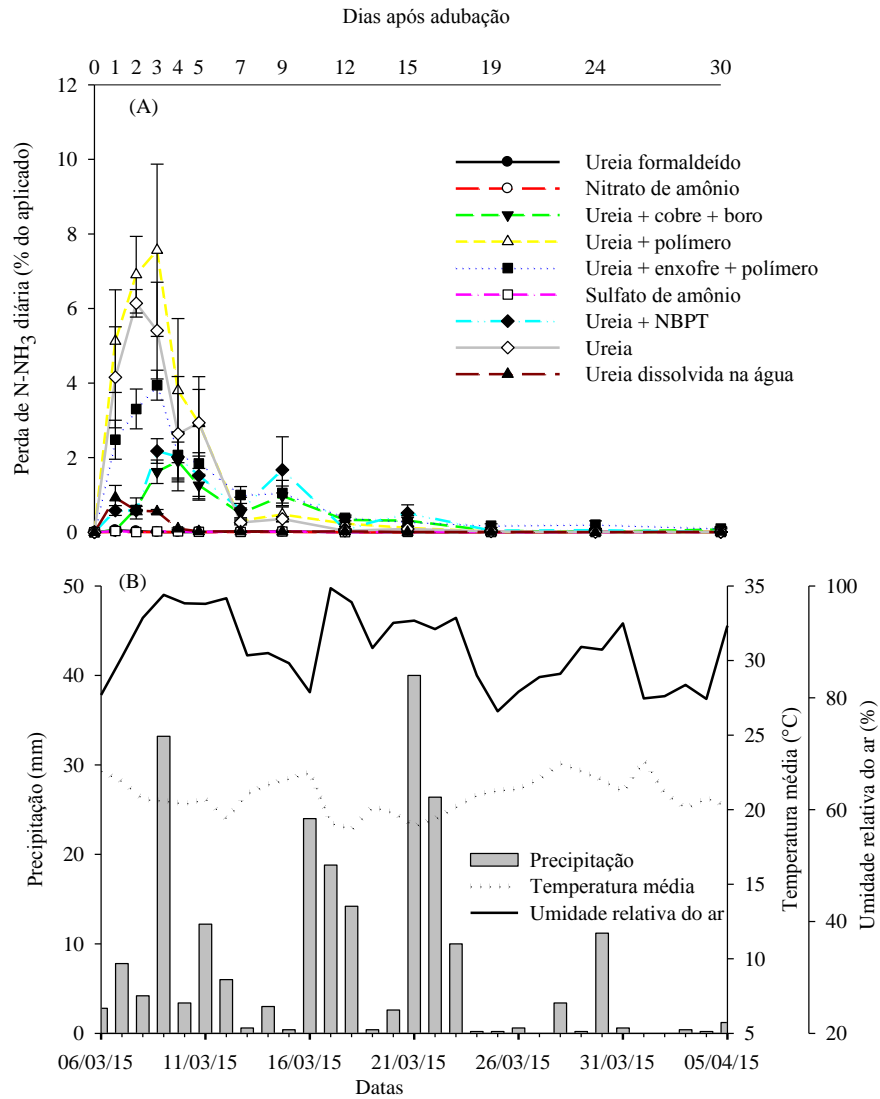 Dias após adubação
0 1 2 3 4 5 7 9 12 15 19 24 30
12
(A)
10
8
6
4
2
0
Perda de N-NH3 diária (% do aplicado)
Ureia formaldeído
Nitrato de amônio
Ureia + cobre + boro
Ureia + polímero
Ureia + enxofre + polímero
Sulfato de amônio
Ureia + NBPT
Ureia
Ureia dissolvida na água
(B)
50
40
30
20
10
0
Precipitação (mm)
35
30
25
20
15
10
5
Temperatura média (°C)
100
80
60
40
20
Umidade relativa do ar (%)
Precipitação
Temperatura média
Umidade relativa do ar
06/03/15 11/03/15 16/03/15 21/03/15 26/03/15 31/03/15 05/04/15
Datas